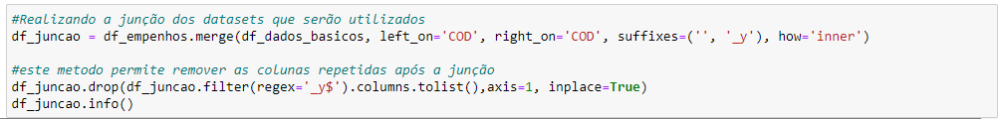 #Realizando a junção dos datasets que serão utilizados
df_juncao = df_empenhos.merge(df_dados_basicos, left_on='COD', right_on='COD', suffixes=('', '_y'), how='inner')
#este metodo permite remover as colunas repetidas após a junção
df_juncao.drop(df_juncao.filter(regex='_y$').columns.tolist(),axis=1, inplace=True)
df_juncao.info()